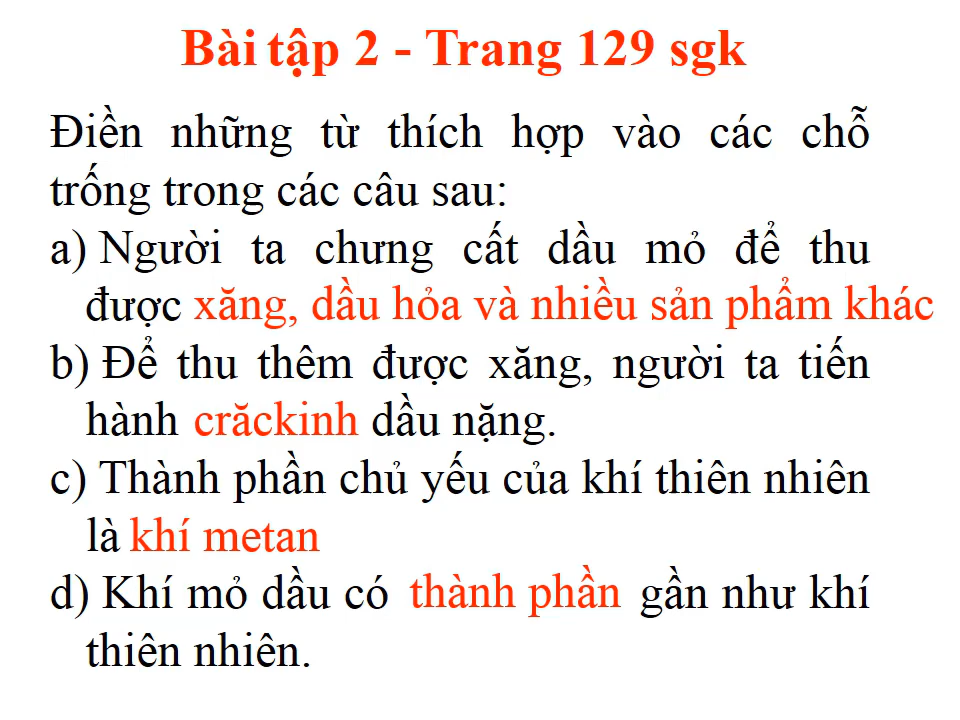 Bài tập 2 - Trang 129 sgk
Điền những từ thích hợp vào các chỗ
trống trong các câu sau:
a) Người ta chưng cất dầu mỏ để thu
được xăng, dầu hỏa và nhiều sản phẩm khác
b) Để thu thêm được xăng, người ta tiến
hành crăckinh dầu nặng.
c) Thành phần chủ yếu của khí thiên nhiên
là khí metan
d) Khí mỏ dầu có thành phần gần như khí
thiên nhiên.